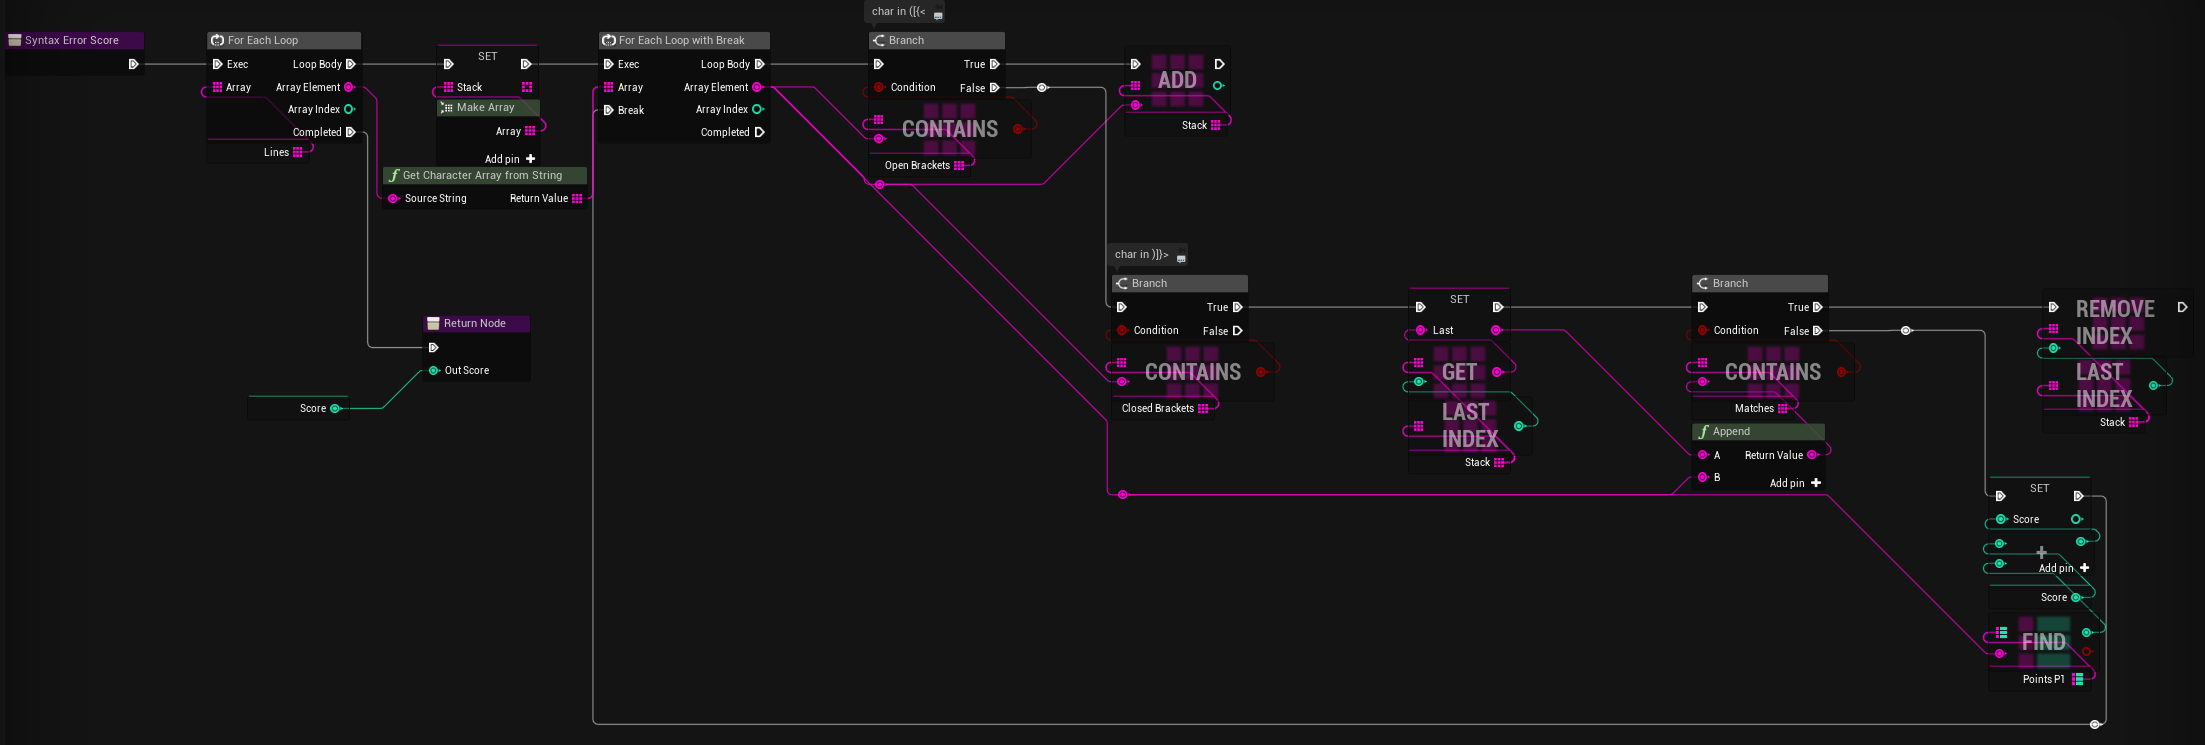 char in ([{<
Syntax Error Score
For Each Loop
Exec
Loop Body
Array
Array Element
Array Index
Completed
Lines
SET
Stack
Make Array
Array
Add pin
Get Character Array from String
Source String
Return Value
For Each Loop with Break
Exec
Loop Body
Array
Array Element
Break
Array Index
Completed
Branch
True
Condition
False
CONTAINS
Open Brackets
ADD
Stack
char in )]}>
Branch
True
Condition
False
CONTAINS
Closed Brackets
SET
Last
GET
LAST
INDEX
Stack
Branch
True
Condition
False
CONTAINS
Matches
Append
A
Return Value
B
Add pin
REMOVE
INDEX
LAST
INDEX
Stack
Return Node
Out Score
Score
SET
Score
+
Add pin
Score
FIND
Points P1